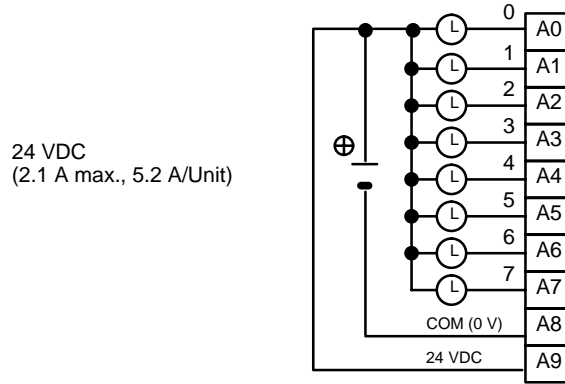 24 VDC
(2.1 A max., 5.2 A/Unit)
0 L A0
1 L A1
2 L A2
3 L A3
4 L A4
5 L A5
6 L A6
7 L A7
COM (0 V) A8
24 VDC A9